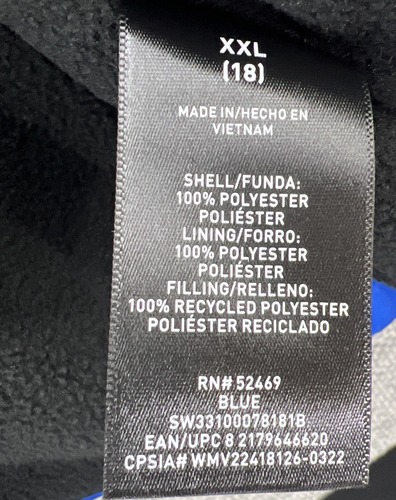 XXL
(18)
MADE IN/HECHO EN
VIETNAM
SHELL/FUNDA:
100% POLYESTER
POLIÉSTER
LINING/FORRO:
100% POLYESTER
POLIÉSTER
FILLING/RELLENO:
100% RECYCLED POLYESTER
POLIÉSTER RECICLADO
RN# 52469
BLUE
SW33100078181B
EAN/UPC 8 2179646620
CPSIA# WMV22418126-0322